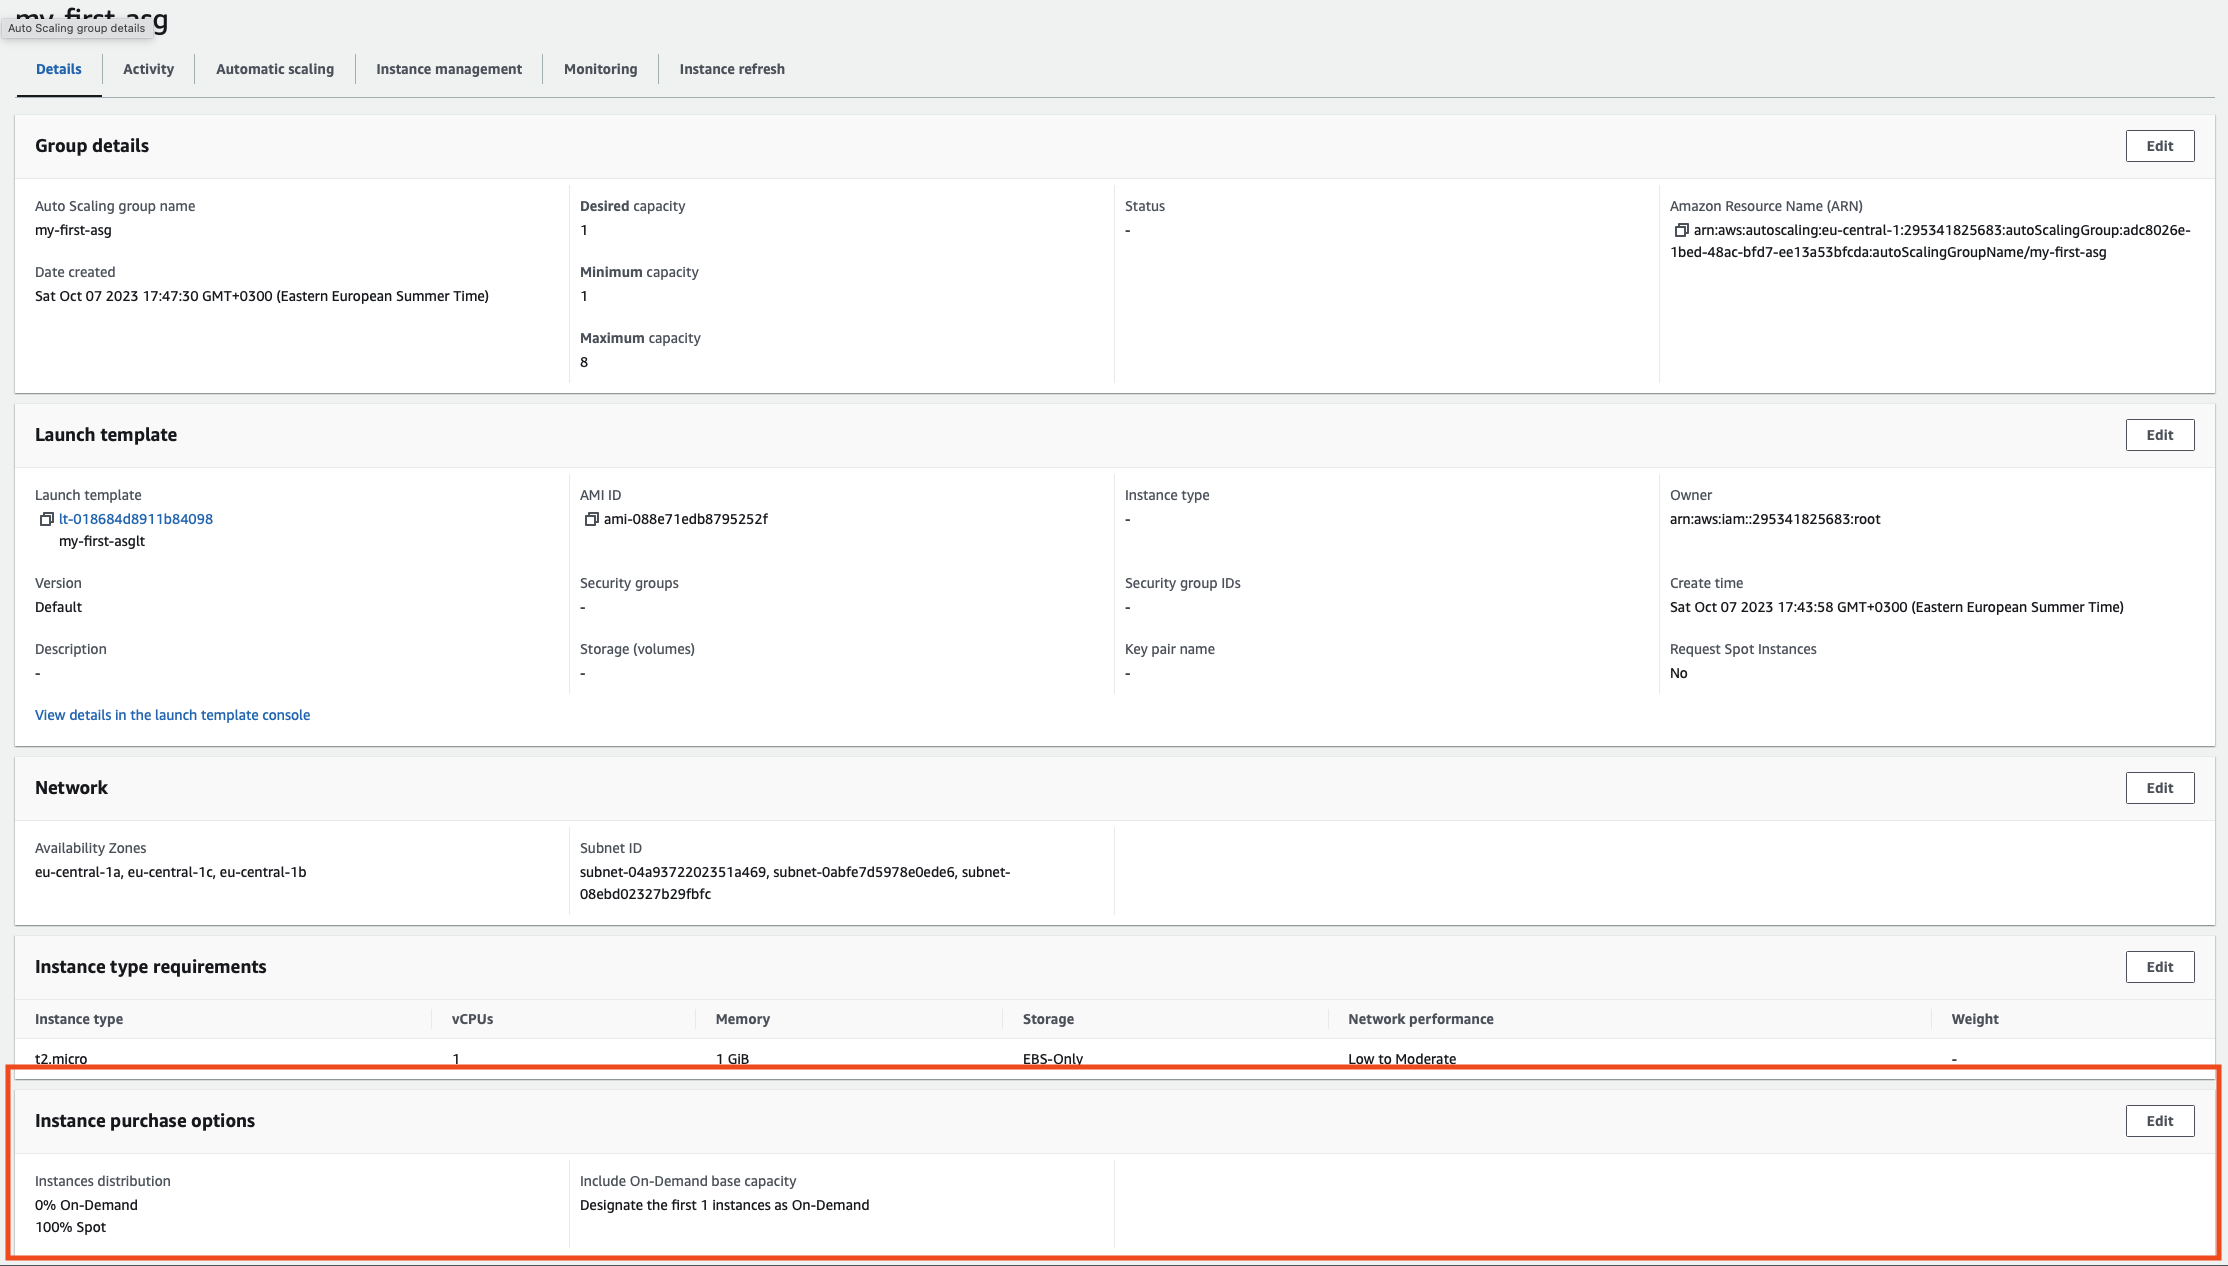 my-first-asg
Auto Scaling group details
Details
Activity
Automatic scaling
Instance management
Monitoring
Instance refresh
Group details
Edit
Auto Scaling group name
my-first-asg
Date created
Sat Oct 07 2023 17:47:30 GMT+0300 (Eastern European Summer Time)
Desired capacity
1
Minimum capacity
1
Maximum capacity
8
Status
-
Amazon Resource Name (ARN)
arn:aws:autoscaling:eu-central-1:295341825683:autoScalingGroup:adc8026e-
1bed-48ac-bfd7-ee13a53bfcda:autoScalingGroupName/my-first-asg
Launch template
Edit
Launch template
lt-018684d8911b84098
my-first-asglt
Version
Default
Description
-
AMI ID
ami-088e71edb8795252f
Security groups
-
Storage (volumes)
-
Instance type
-
Security group IDs
-
Key pair name
-
Owner
arn:aws:iam::295341825683:root
Create time
Sat Oct 07 2023 17:43:58 GMT+0300 (Eastern European Summer Time)
Request Spot Instances
No
View details in the launch template console
Network
Edit
Availability Zones
eu-central-1a, eu-central-1c, eu-central-1b
Subnet ID
subnet-04a9372202351a469, subnet-0abfe7d5978e0ede6, subnet-
08ebd02327b29fbfc
Instance type requirements
Edit
Instance type vCPUs Memory Storage Network performance Weight
t2.micro 1 1 GiB EBS-Only Low to Moderate -
Instance purchase options
Edit
Instances distribution
0% On-Demand
100% Spot
Include On-Demand base capacity
Designate the first 1 instances as On-Demand